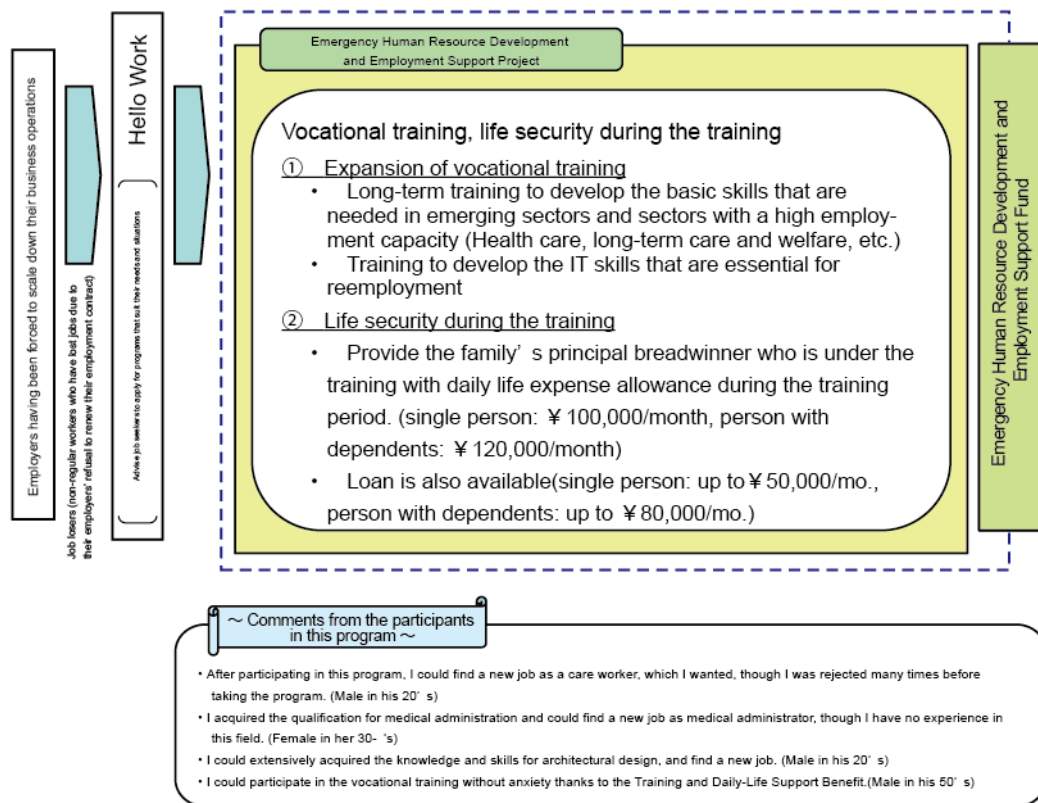 Employers having been forced to scale down their business operations
Job losers (non-regular workers who have lost jobs due to
their employers' refusal to renew their employment contract)
Hello Work
Advise job seekers to apply for programs that suit their needs and situations
Emergency Human Resource Development
and Employment Support Project
Vocational training, life security during the training
① Expansion of vocational training
・ Long-term training to develop the basic skills that are
needed in emerging sectors and sectors with a high employ-
ment capacity (Health care, long-term care and welfare, etc.)
・ Training to develop the IT skills that are essential for
reemployment
② Life security during the training
・ Provide the family' s principal breadwinner who is under the
training with daily life expense allowance during the training
period. (single person: ¥ 100,000/month, person with
dependents: ¥ 120,000/month)
・ Loan is also available(single person: up to ¥ 50,000/mo.,
person with dependents: up to ¥ 80,000/mo.)
Emergency Human Resource Development and
Employment Support Fund
～ Comments from the participants
in this program ～
・After participating in this program, I could find a new job as a care worker, which I wanted, though I was rejected many times before
taking the program. (Male in his 20' s)
・I acquired the qualification for medical administration and could find a new job as medical administrator, though I have no experience in
this field. (Female in her 30- 's)
・I could extensively acquired the knowledge and skills for architectural design, and find a new job. (Male in his 20' s)
・I could participate in the vocational training without anxiety thanks to the Training and Daily-Life Support Benefit.(Male in his 50' s)